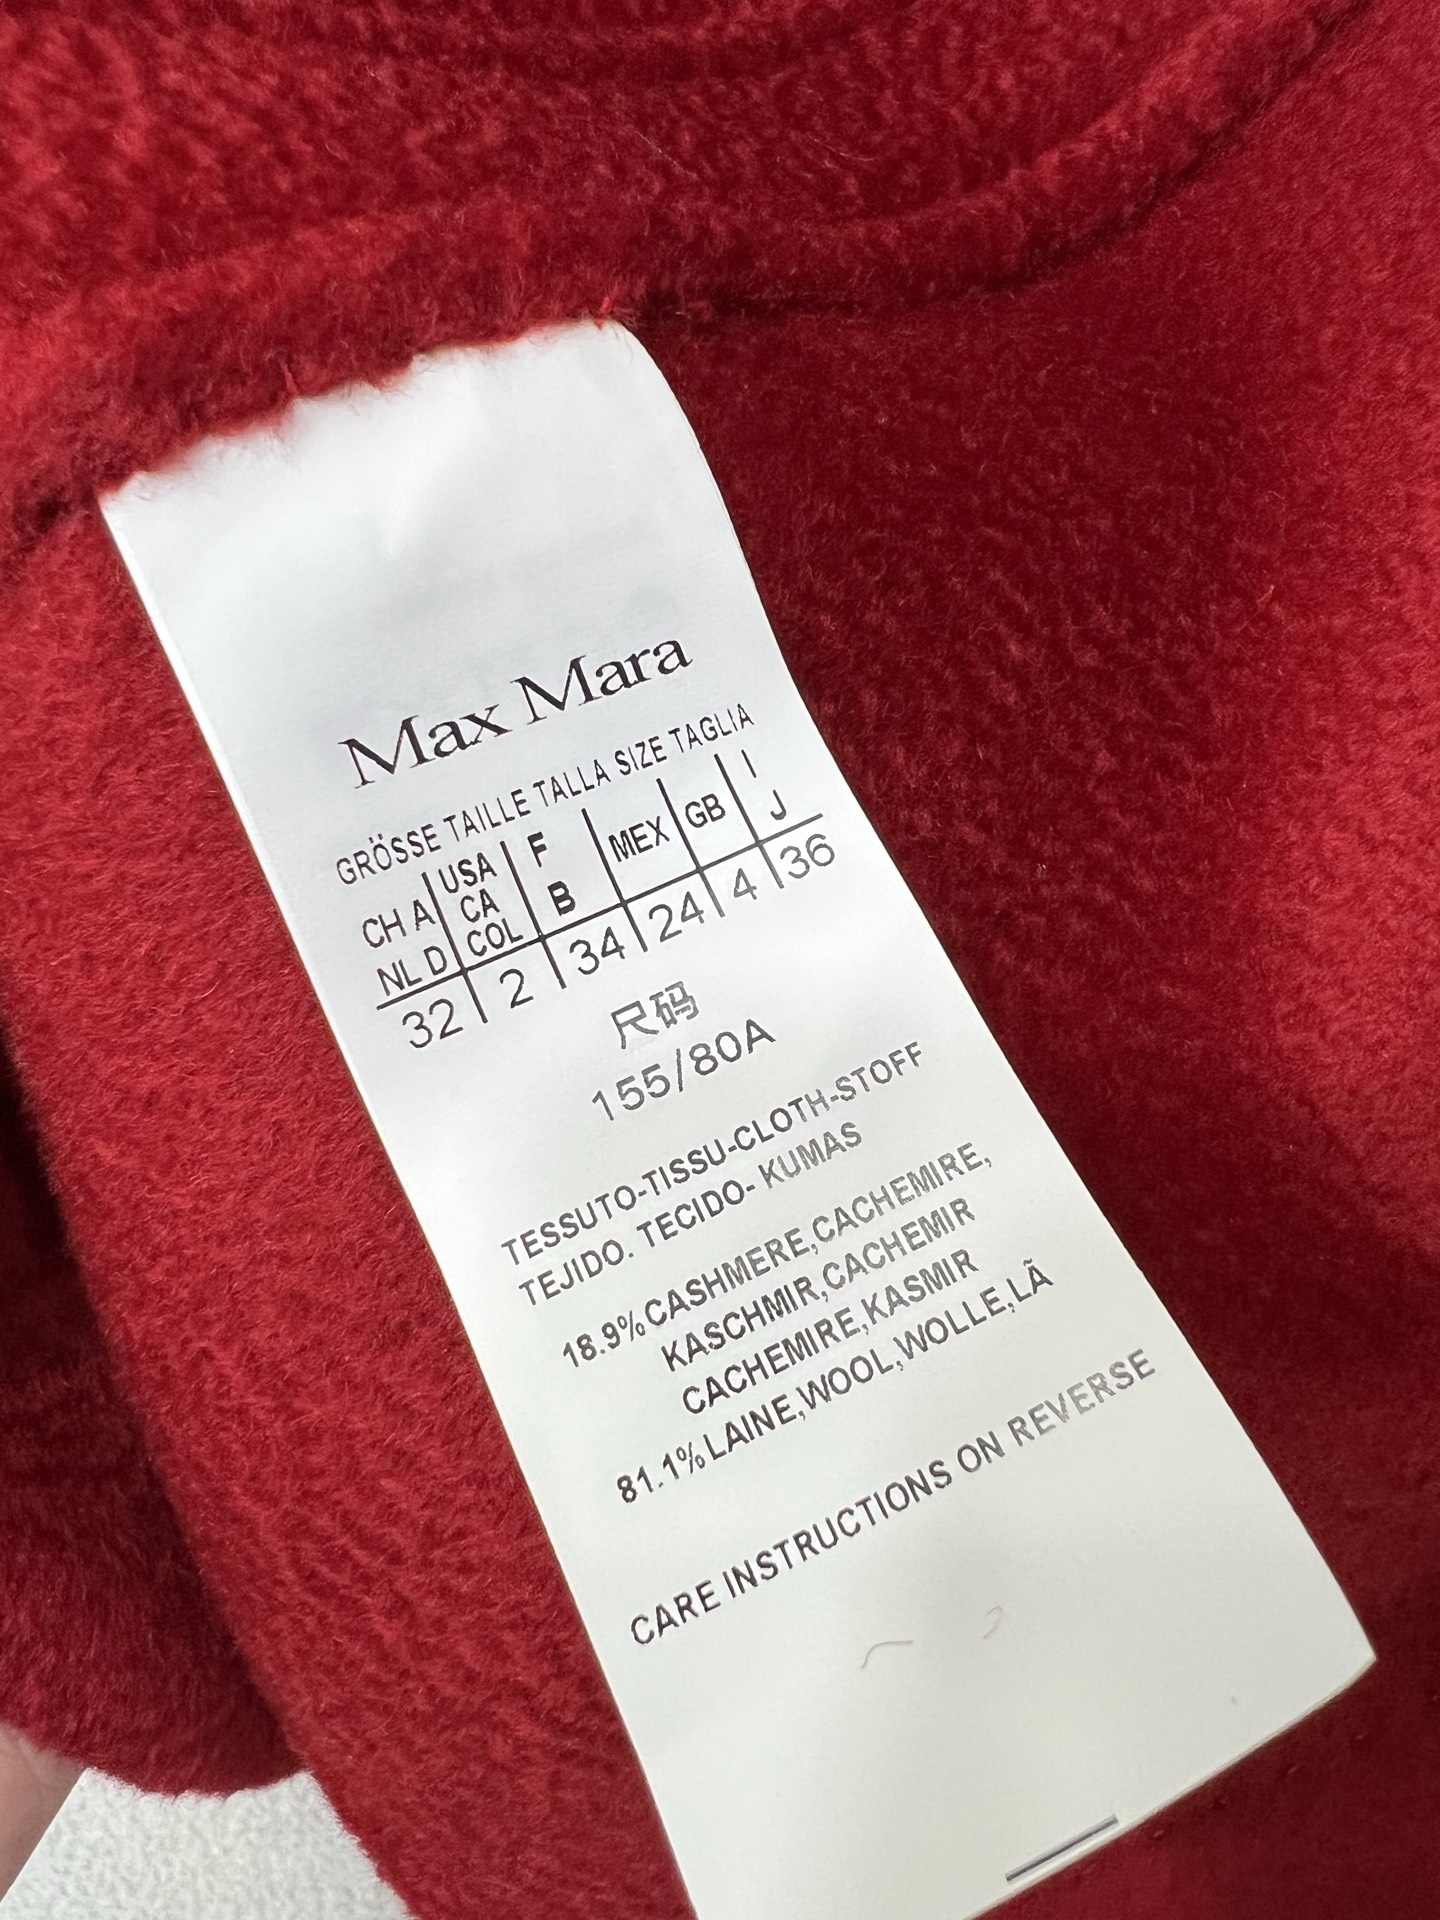 Max Mara
GRÖSSE TAILLE TALLA SIZE TAGLIA
CH A NL D | USA CA COL | F B | MEX | GB | I J
32 | 2 | 34 | 24 | 4 | 36
尺码
155/80A
TESSUTO-TISSU-CLOTH-STOFF
TEJIDO. TECIDO- KUMAS
18.9% CASHMERE,CACHEMIRE,
KASCHMIR,CACHEMIR
CACHEMIRE,KASMIR
81.1% LAINE,WOOL,WOLLE,LÃ
CARE INSTRUCTIONS ON REVERSE